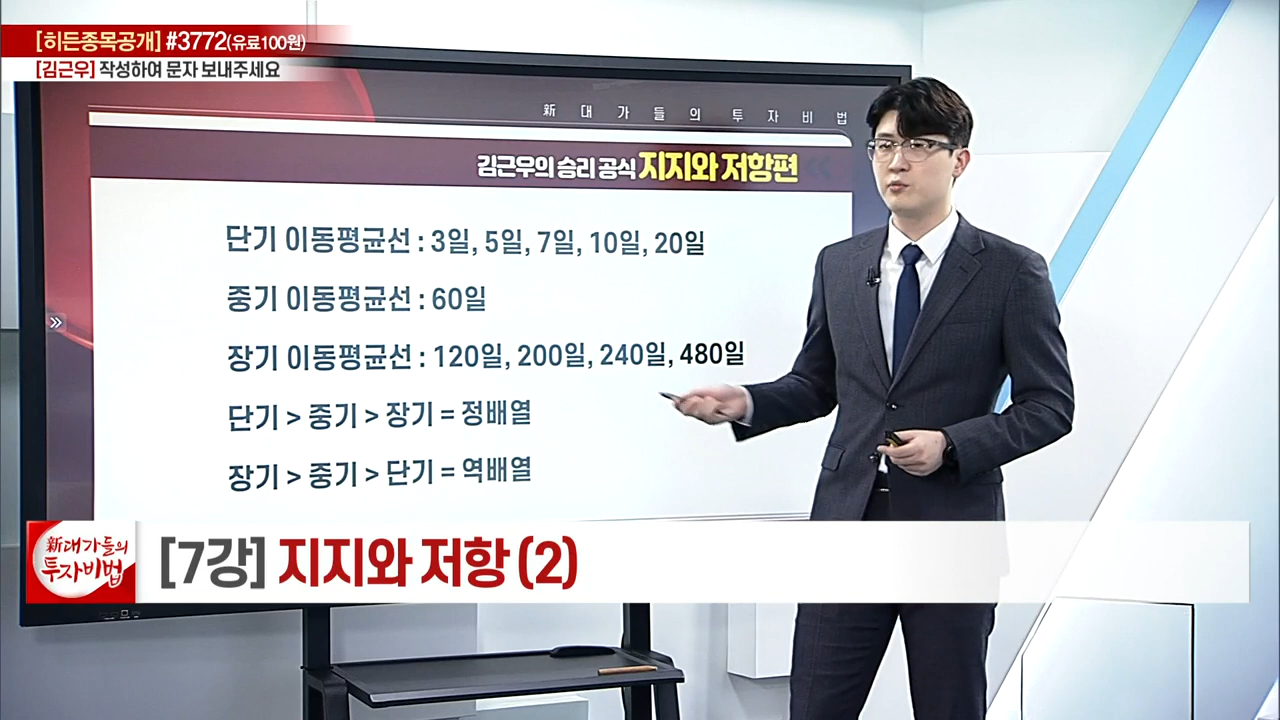 [히든종목공개] #3772(유료100원)
[김근우] 작성하여 문자 보내주세요
新 대 가 들 의 투 자 비 법
김근우의 승리 공식 지지와 저항편
단기 이동평균선 : 3일, 5일, 7일, 10일, 20일
중기 이동평균선 : 60일
장기 이동평균선 : 120일, 200일, 240일, 480일
단기 > 중기 > 장기 = 정배열
장기 > 중기 > 단기 = 역배열
新대가들의
투자비법
[7강] 지지와 저항 (2)